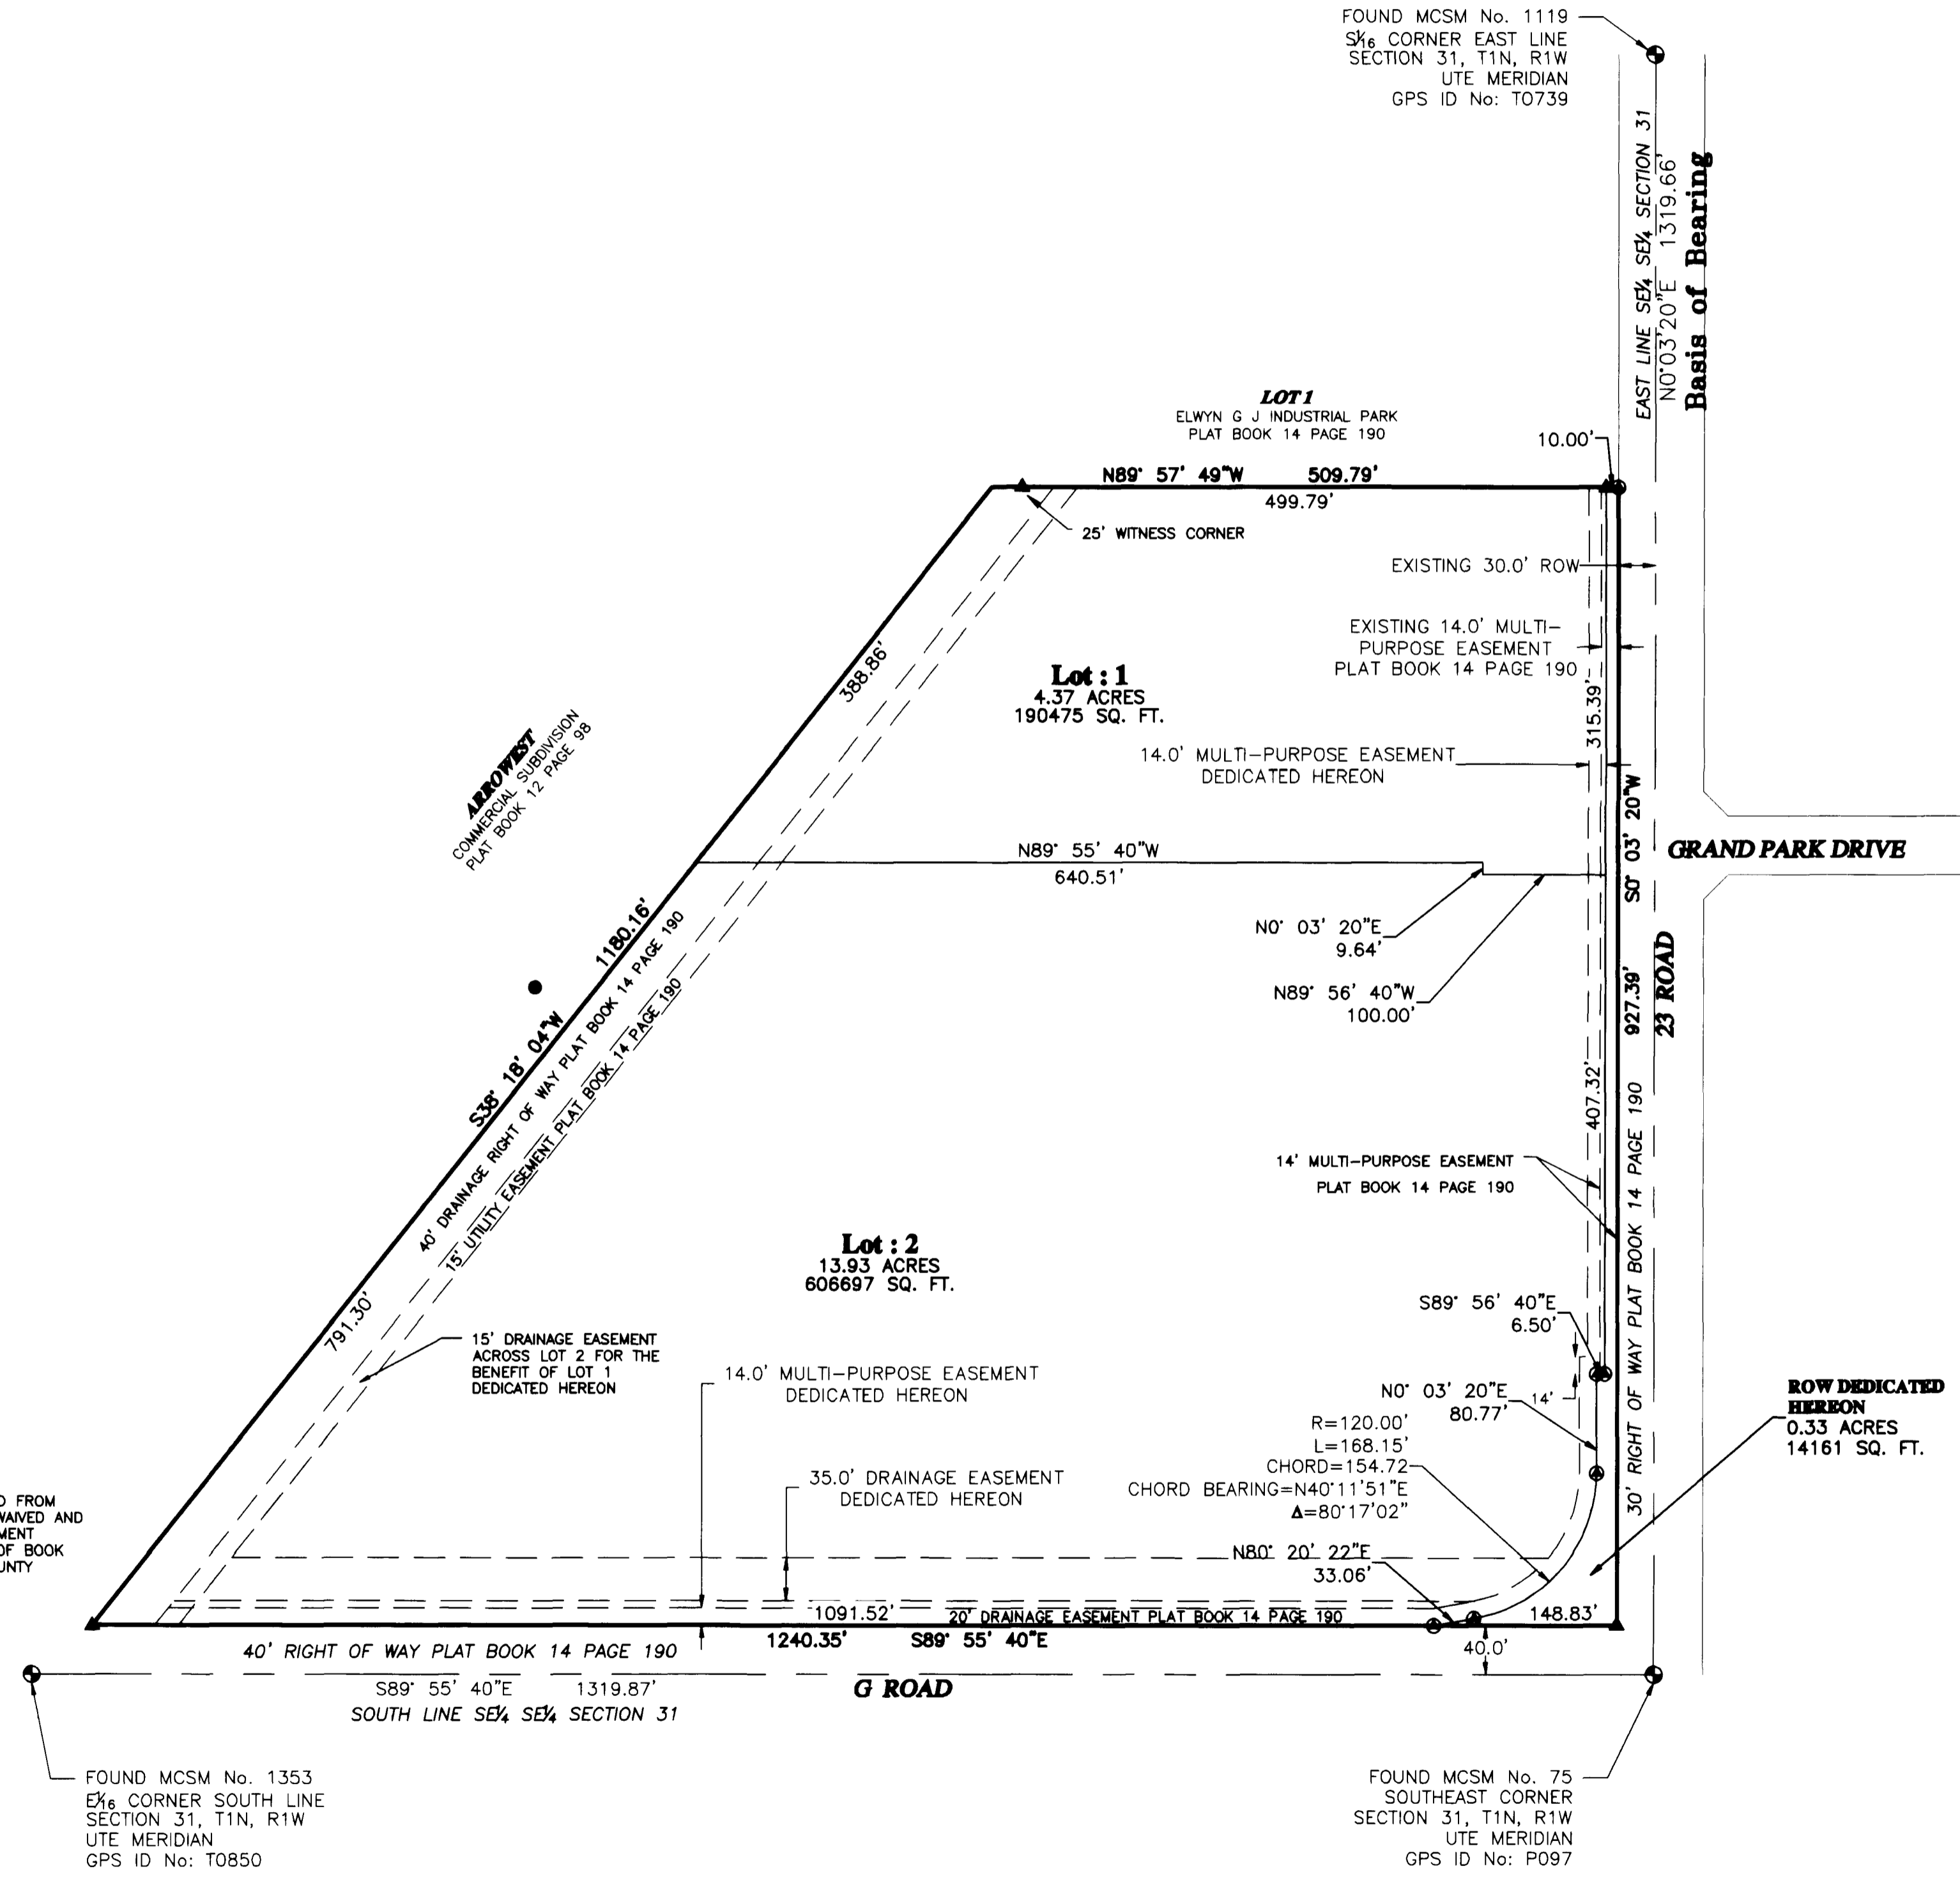 FOUND MCSM No. 1119
S1/16 CORNER EAST LINE
SECTION 31, T1N, R1W
UTE MERIDIAN
GPS ID No: T0739
EAST LINE SE1/4 SE1/4 SECTION 31
N0°03'20"E 1319.66'
Basis of Bearing
LOT 1
ELWYN G J INDUSTRIAL PARK
PLAT BOOK 14 PAGE 190
10.00'
N89° 57' 49"W 509.79'
499.79'
25' WITNESS CORNER
EXISTING 30.0' ROW
EXISTING 14.0' MULTI-
PURPOSE EASEMENT
PLAT BOOK 14 PAGE 190
388.86'
Lot : 1
4.37 ACRES
190475 SQ. FT.
315.39'
14.0' MULTI-PURPOSE EASEMENT
DEDICATED HEREON
ARROWEST
COMMERCIAL SUBDIVISION
PLAT BOOK 12 PAGE 98
N89° 55' 40"W
640.51'
GRAND PARK DRIVE
S0° 03' 20"W
927.39'
23 ROAD
N0° 03' 20"E
9.64'
N89° 56' 40"W
100.00'
S38° 18' 04"W 1180.16'
40' DRAINAGE RIGHT OF WAY PLAT BOOK 14 PAGE 190
15' UTILITY EASEMENT PLAT BOOK 14 PAGE 190
407.32'
14' MULTI-PURPOSE EASEMENT
PLAT BOOK 14 PAGE 190
30' RIGHT OF WAY PLAT BOOK 14 PAGE 190
Lot : 2
13.93 ACRES
606697 SQ. FT.
791.30'
S89° 56' 40"E
6.50'
15' DRAINAGE EASEMENT
ACROSS LOT 2 FOR THE
BENEFIT OF LOT 1
DEDICATED HEREON
14.0' MULTI-PURPOSE EASEMENT
DEDICATED HEREON
N0° 03' 20"E
80.77'
14'
ROW DEDICATED
HEREON
0.33 ACRES
14161 SQ. FT.
R=120.00'
L=168.15'
CHORD=154.72
CHORD BEARING=N40°11'51"E
Δ=80°17'02"
35.0' DRAINAGE EASEMENT
DEDICATED HEREON
D FROM
WAIVED AND
MENT
OF BOOK
UNTY
N80° 20' 22"E
33.06'
1091.52'
20' DRAINAGE EASEMENT PLAT BOOK 14 PAGE 190
148.83'
1240.35' S89° 55' 40"E
40' RIGHT OF WAY PLAT BOOK 14 PAGE 190
40.0'
S89° 55' 40"E 1319.87'
G ROAD
SOUTH LINE SE1/4 SE1/4 SECTION 31
FOUND MCSM No. 1353
E1/16 CORNER SOUTH LINE
SECTION 31, T1N, R1W
UTE MERIDIAN
GPS ID No: T0850
FOUND MCSM No. 75
SOUTHEAST CORNER
SECTION 31, T1N, R1W
UTE MERIDIAN
GPS ID No: P097